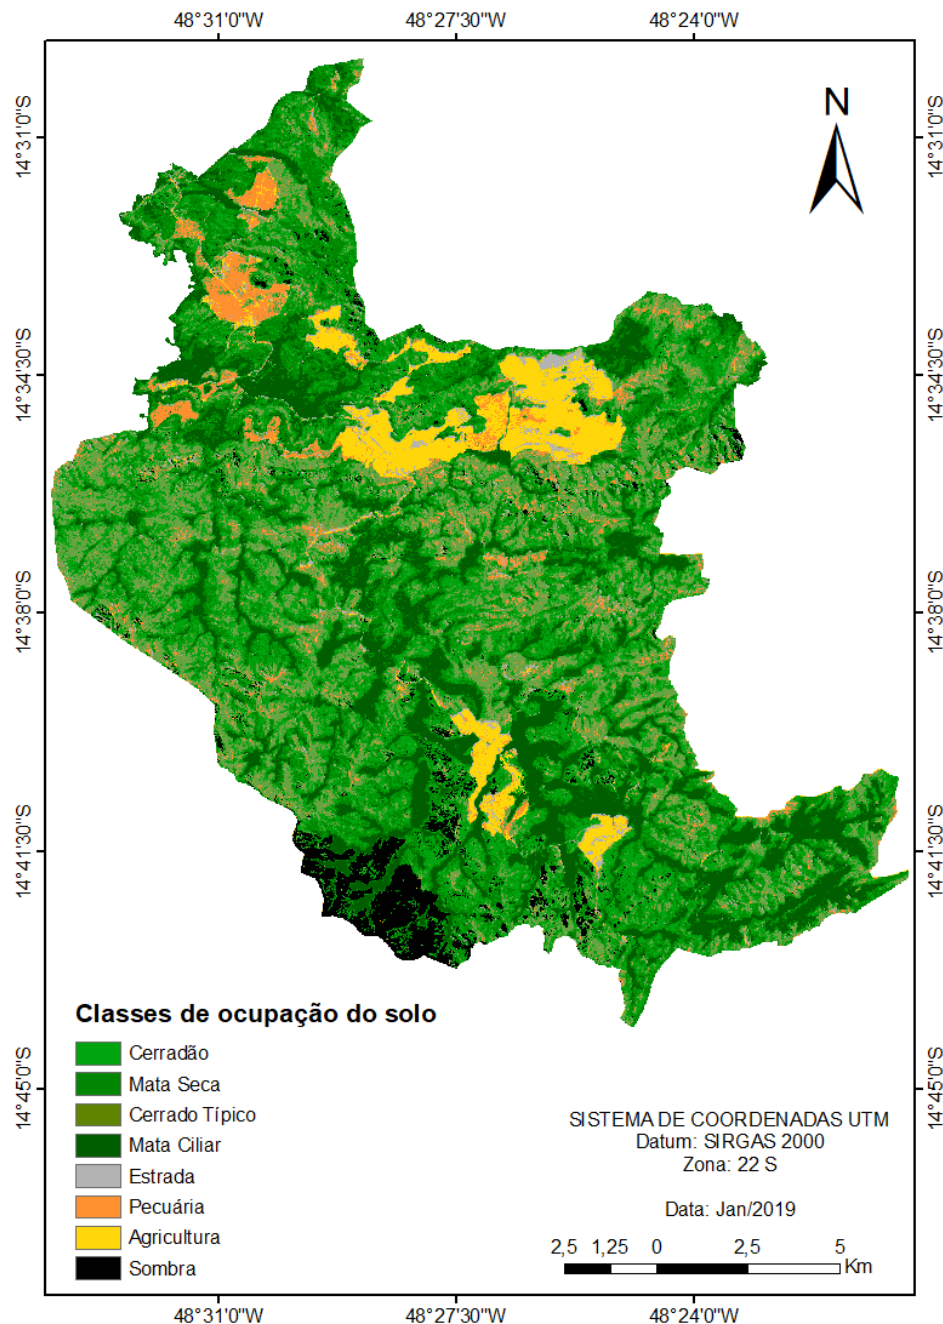 48°31'0"W 48°27'30"W 48°24'0"W
N
14°31'0"S 14°31'0"S
14°34'30"S 14°34'30"S
14°38'0"S 14°38'0"S
14°41'30"S 14°41'30"S
14°45'0"S 14°45'0"S
Classes de ocupação do solo
Cerradão
Mata Seca
Cerrado Típico
Mata Ciliar
Estrada
Pecuária
Agricultura
Sombra
SISTEMA DE COORDENADAS UTM
Datum: SIRGAS 2000
Zona: 22 S
Data: Jan/2019
2,5 1,25 0 2,5 5
Km
48°31'0"W 48°27'30"W 48°24'0"W